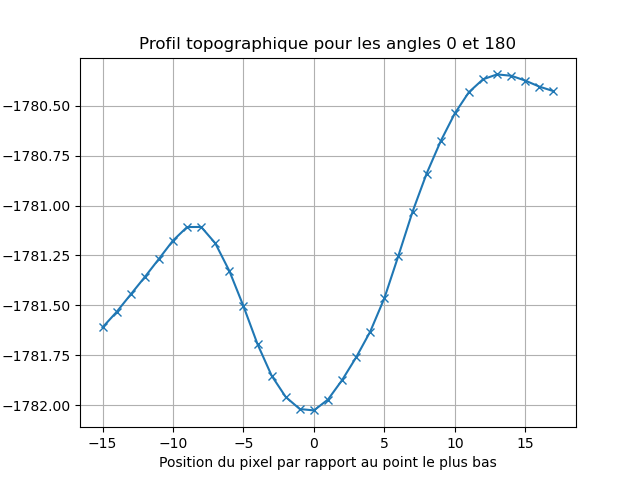 Profil topographique pour les angles 0 et 180
−1780.50
−1780.75
−1781.00
−1781.25
−1781.50
−1781.75
−1782.00
−15 −10 −5 0 5 10 15
Position du pixel par rapport au point le plus bas